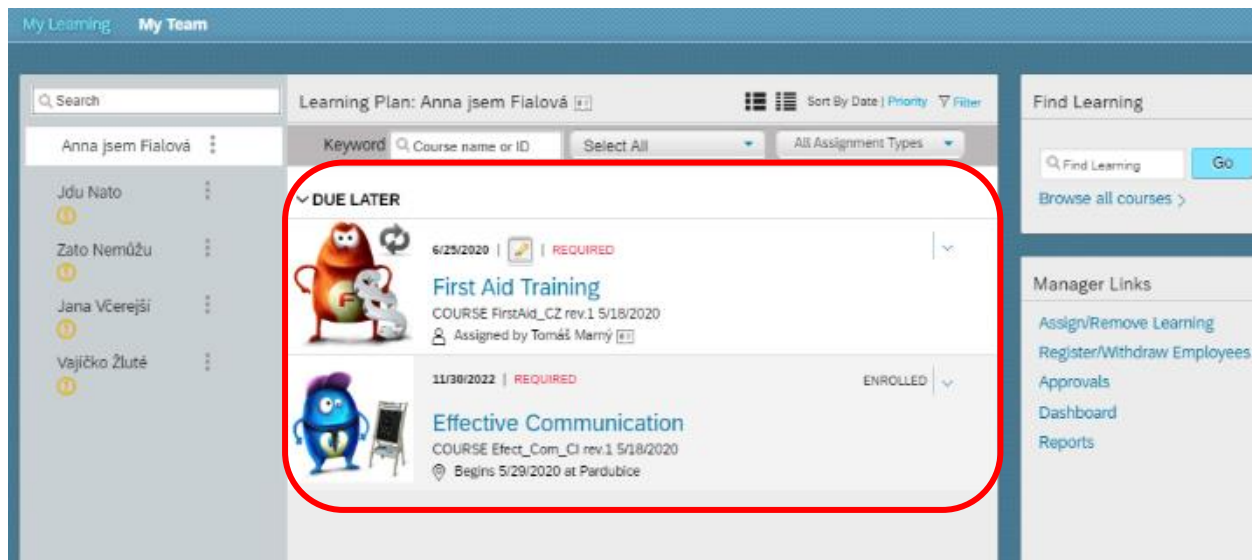 My Learning My Team
Search
Anna jsem Fialová
Jdu Nato
Zato Nemůžu
Jana Včerejší
Vajíčko Žluté
Learning Plan: Anna jsem Fialová
Sort By Date | Priority Filter
Keyword Course name or ID Select All All Assignment Types
DUE LATER
6/25/2020 | | REQUIRED
First Aid Training
COURSE FirstAid_CZ rev.1 5/18/2020
Assigned by Tomáš Marný
F
11/30/2022 | REQUIRED ENROLLED
Effective Communication
COURSE Efect_Com_CI rev.1 5/18/2020
Begins 5/29/2020 at Pardubice
Find Learning
Find Learning Go
Browse all courses >
Manager Links
Assign/Remove Learning
Register/Withdraw Employees
Approvals
Dashboard
Reports